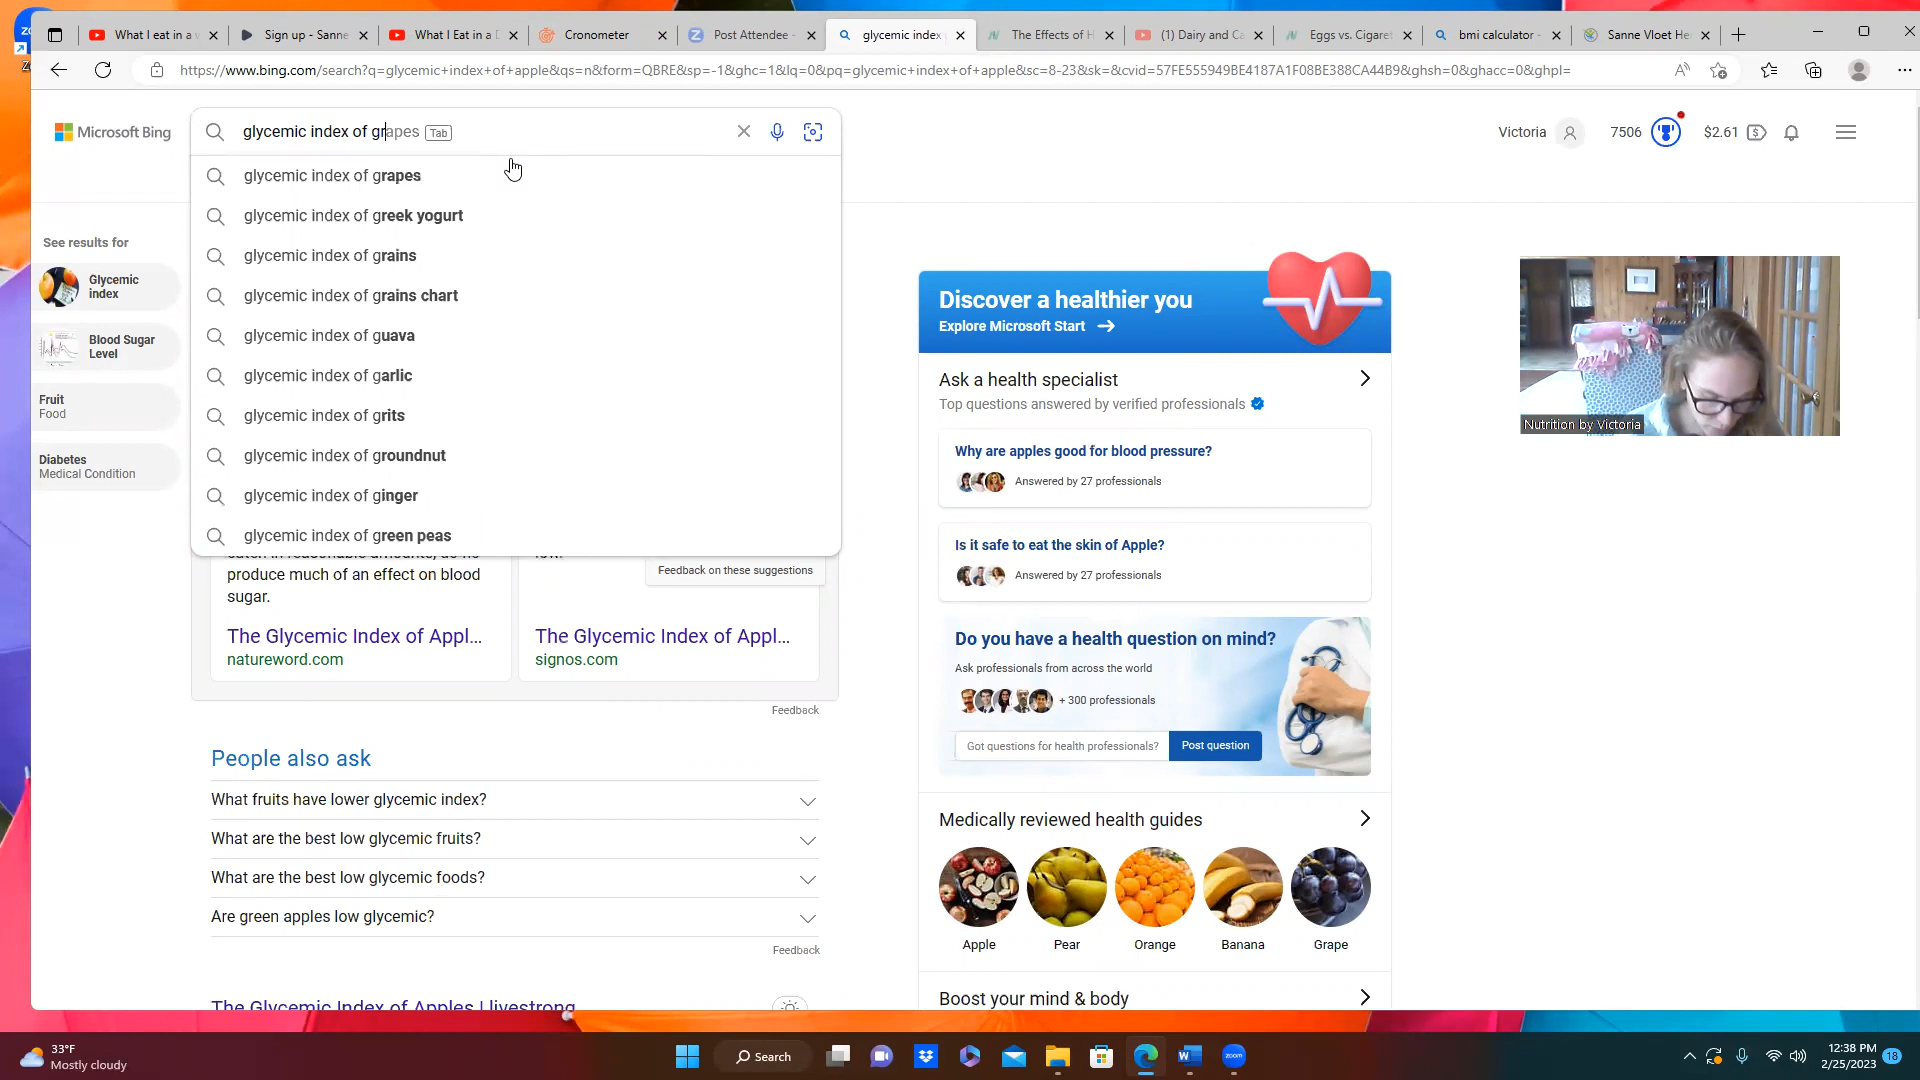 What I eat in a w
Sign up - Sanne
What I Eat in a D
Cronometer
Post Attendee -
glycemic index
The Effects of H
(1) Dairy and Ca
Eggs vs. Cigaret
bmi calculator -
Sanne Vloet He
https://www.bing.com/search?q=glycemic+index+of+apple&qs=n&form=QBRE&sp=-1&ghc=1&lq=0&pq=glycemic+index+of+apple&sc=8-23&sk=&cvid=57FE555949BE4187A1F08BE388CA44B9&ghsh=0&ghacc=0&ghpl=
Microsoft Bing
glycemic index of grapes Tab
Victoria
7506
$2.61
glycemic index of grapes
glycemic index of greek yogurt
glycemic index of grains
glycemic index of grains chart
glycemic index of guava
glycemic index of garlic
glycemic index of grits
glycemic index of groundnut
glycemic index of ginger
glycemic index of green peas
Feedback on these suggestions
See results for
Glycemic
index
Blood Sugar
Level
Fruit
Food
Diabetes
Medical Condition
produce much of an effect on blood
sugar.
The Glycemic Index of Appl...
natureword.com
The Glycemic Index of Appl...
signos.com
Feedback
People also ask
What fruits have lower glycemic index?
What are the best low glycemic fruits?
What are the best low glycemic foods?
Are green apples low glycemic?
Feedback
The Glycemic Index of Apples | livestrong
Discover a healthier you
Explore Microsoft Start
Ask a health specialist
Top questions answered by verified professionals
Why are apples good for blood pressure?
Answered by 27 professionals
Is it safe to eat the skin of Apple?
Answered by 27 professionals
Do you have a health question on mind?
Ask professionals from across the world
+ 300 professionals
Got questions for health professionals?
Post question
Medically reviewed health guides
Apple
Pear
Orange
Banana
Grape
Boost your mind & body
Nutrition by Victoria
33°F
Mostly cloudy
Search
zoom
12:38 PM
2/25/2023
18